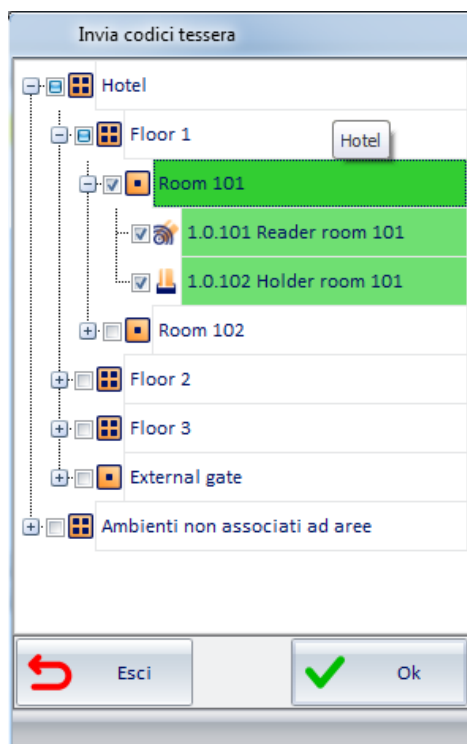 Invia codici tessera
Hotel
Floor 1
Hotel
Room 101
1.0.101 Reader room 101
1.0.102 Holder room 101
Room 102
Floor 2
Floor 3
External gate
Ambienti non associati ad aree
Esci
Ok